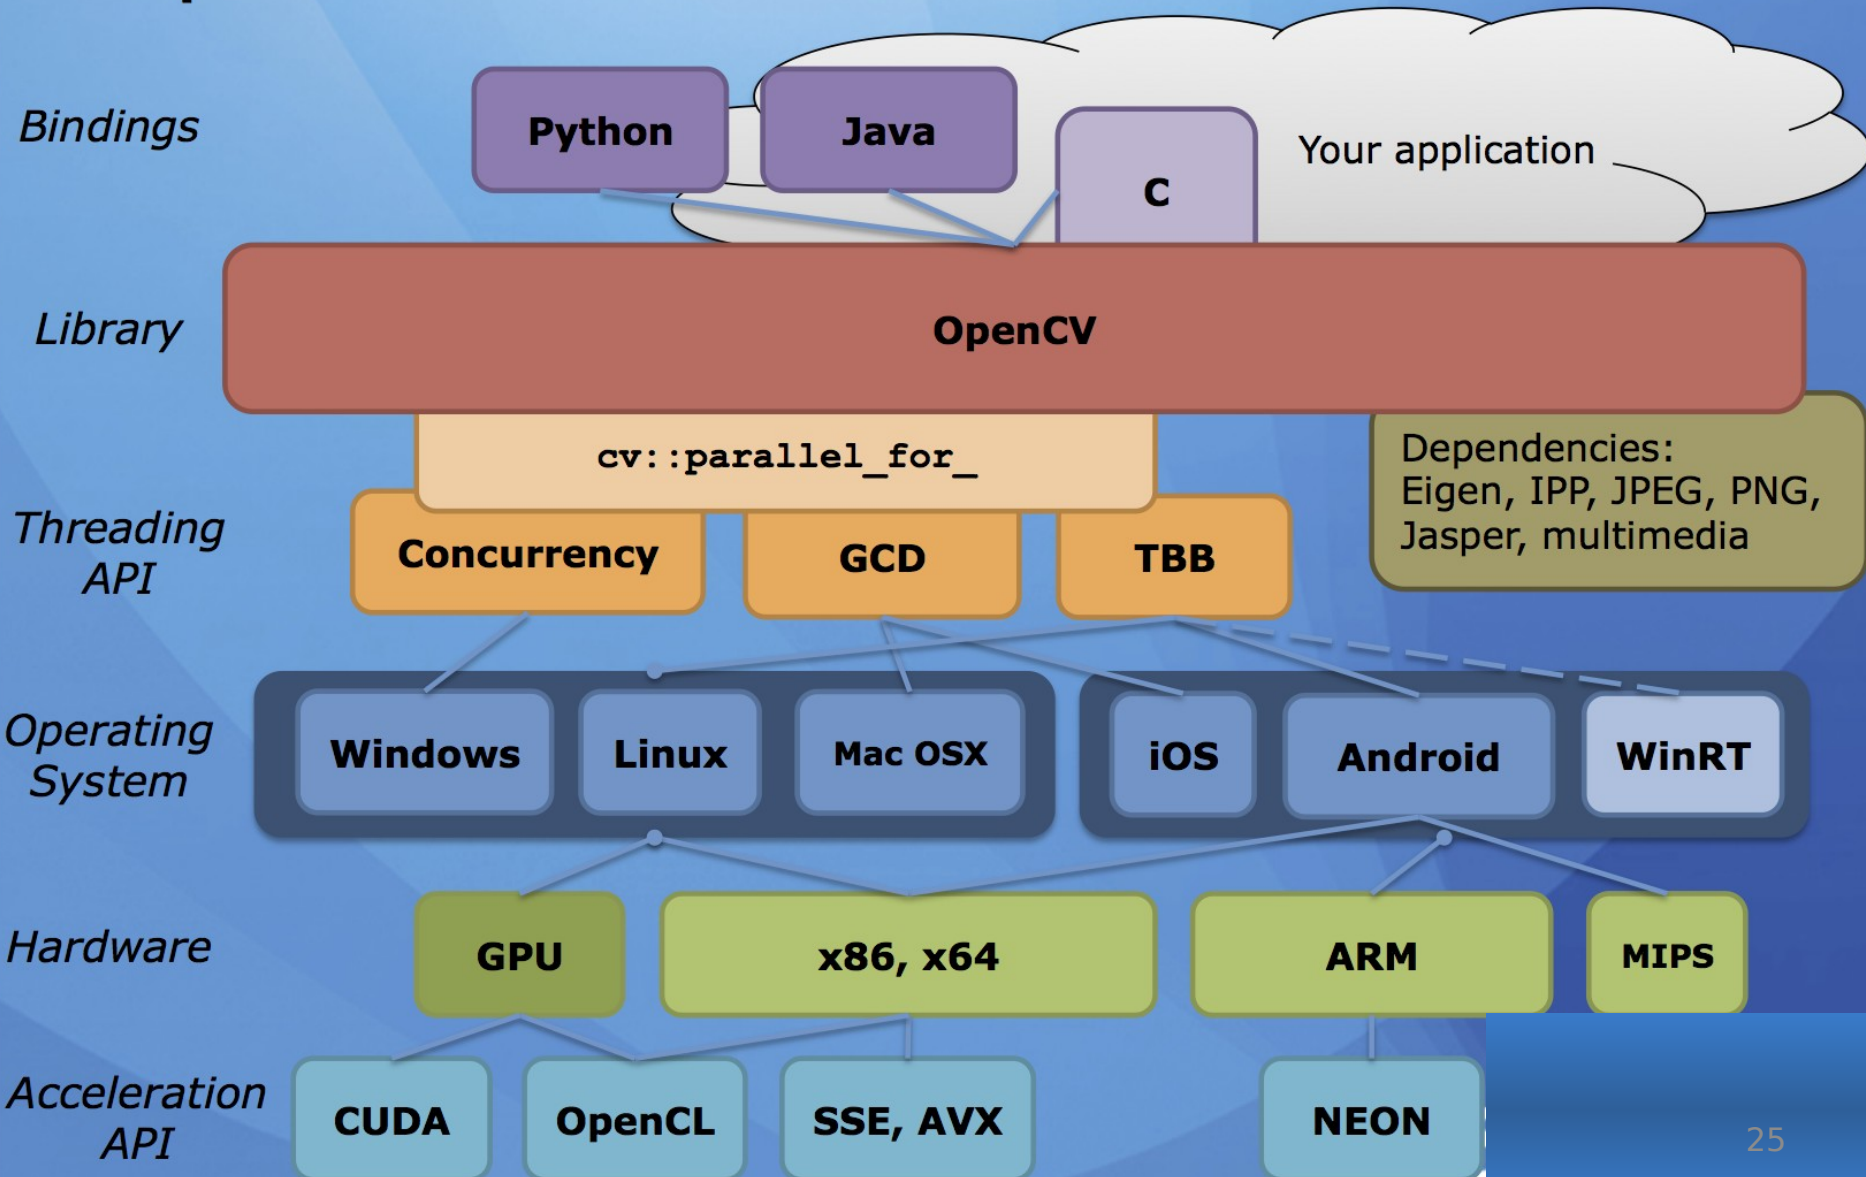 Bindings
Python
Java
C
Your application
Library
OpenCV
cv::parallel_for_
Dependencies:
Eigen, IPP, JPEG, PNG,
Jasper, multimedia
Threading
API
Concurrency
GCD
TBB
Operating
System
Windows
Linux
Mac OSX
iOS
Android
WinRT
Hardware
GPU
x86, x64
ARM
MIPS
Acceleration
API
CUDA
OpenCL
SSE, AVX
NEON
25